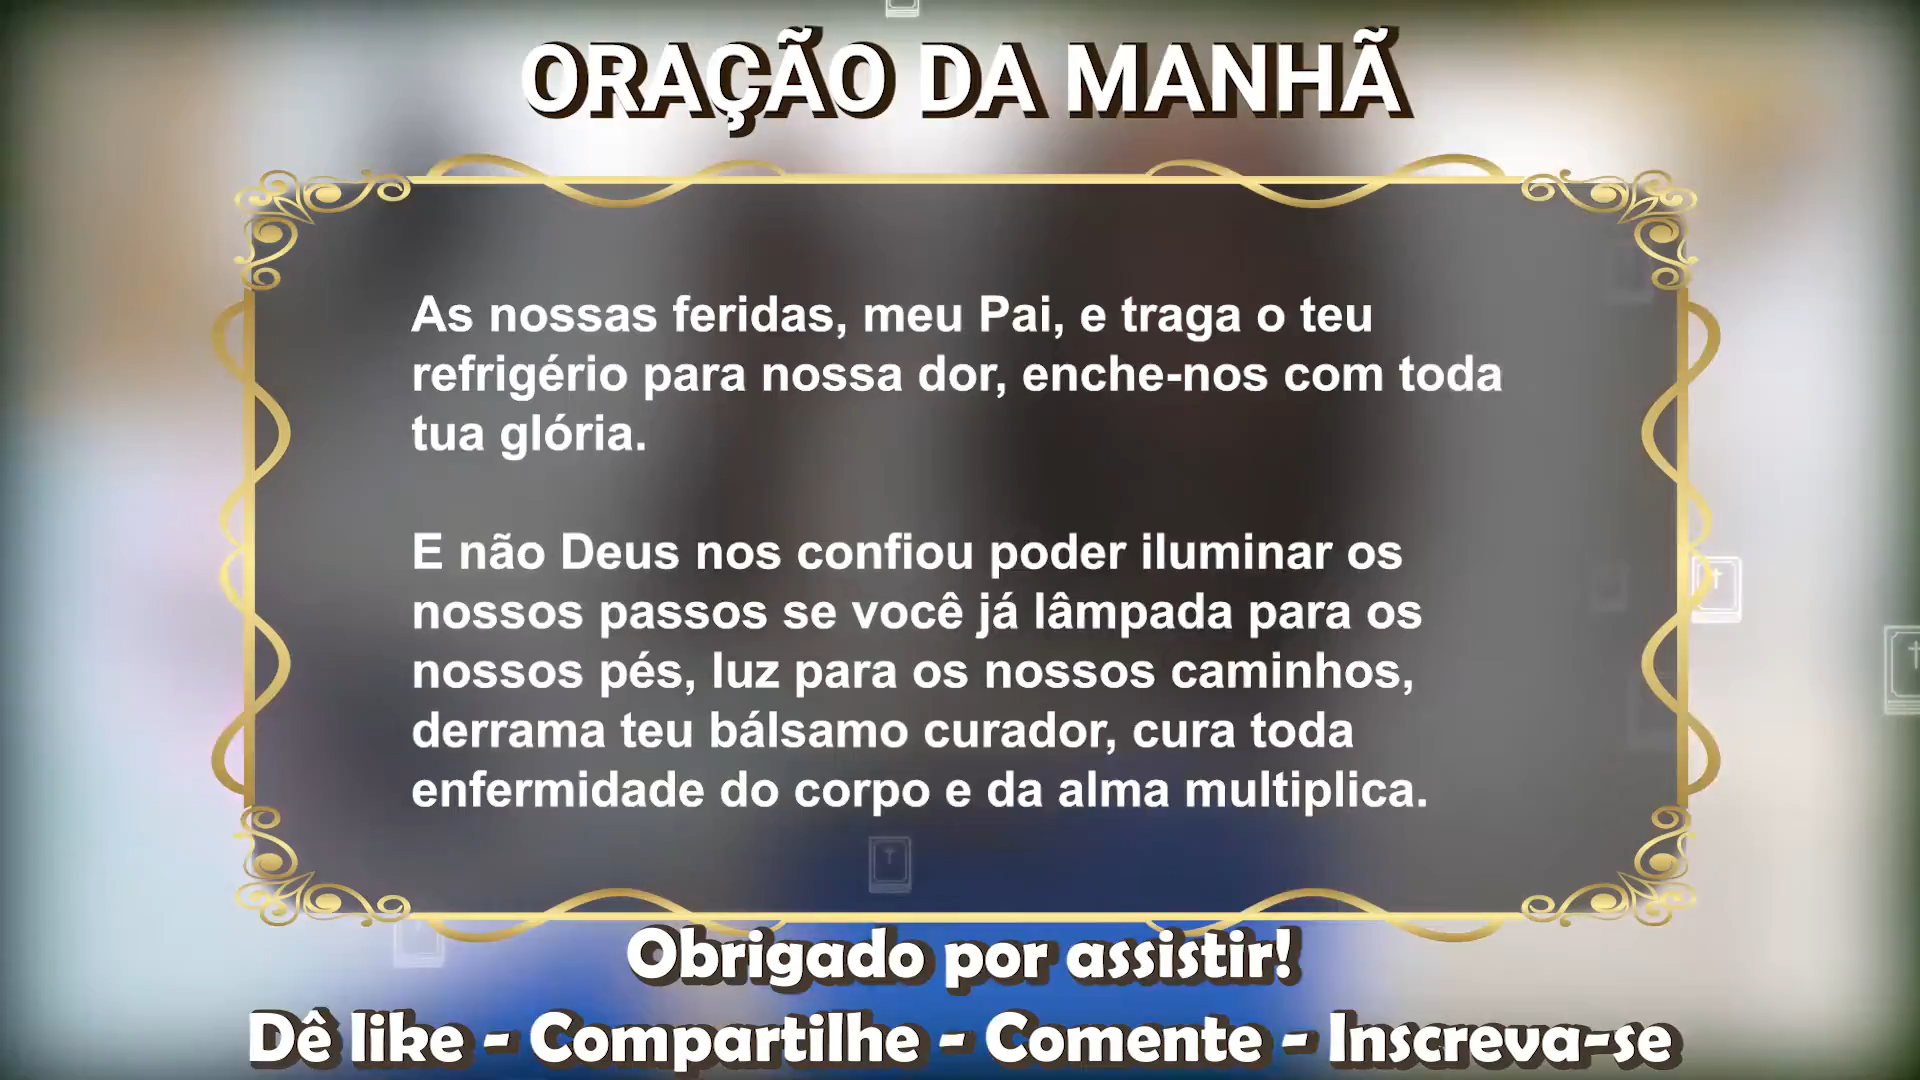 ORAÇÃO DA MANHÃ
As nossas feridas, meu Pai, e traga o teu
refrigério para nossa dor, enche-nos com toda
tua glória.
E não Deus nos confiou poder iluminar os
nossos passos se você já lâmpada para os
nossos pés, luz para os nossos caminhos,
derrama teu bálsamo curador, cura toda
enfermidade do corpo e da alma multiplica.
Obrigado por assistir!
Dê like - Compartilhe - Comente - Inscreva-se